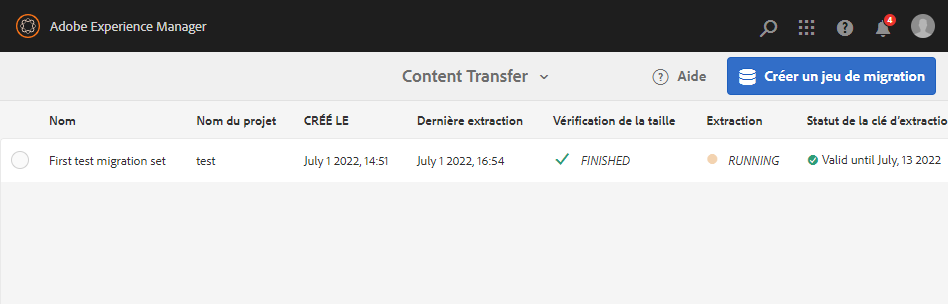 Adobe Experience Manager
4
Content Transfer
Aide
Créer un jeu de migration
Nom Nom du projet CRÉÉ LE Dernière extraction Vérification de la taille Extraction Statut de la clé d'extractio
First test migration set test July 1 2022, 14:51 July 1 2022, 16:54 FINISHED RUNNING Valid until July, 13 2022